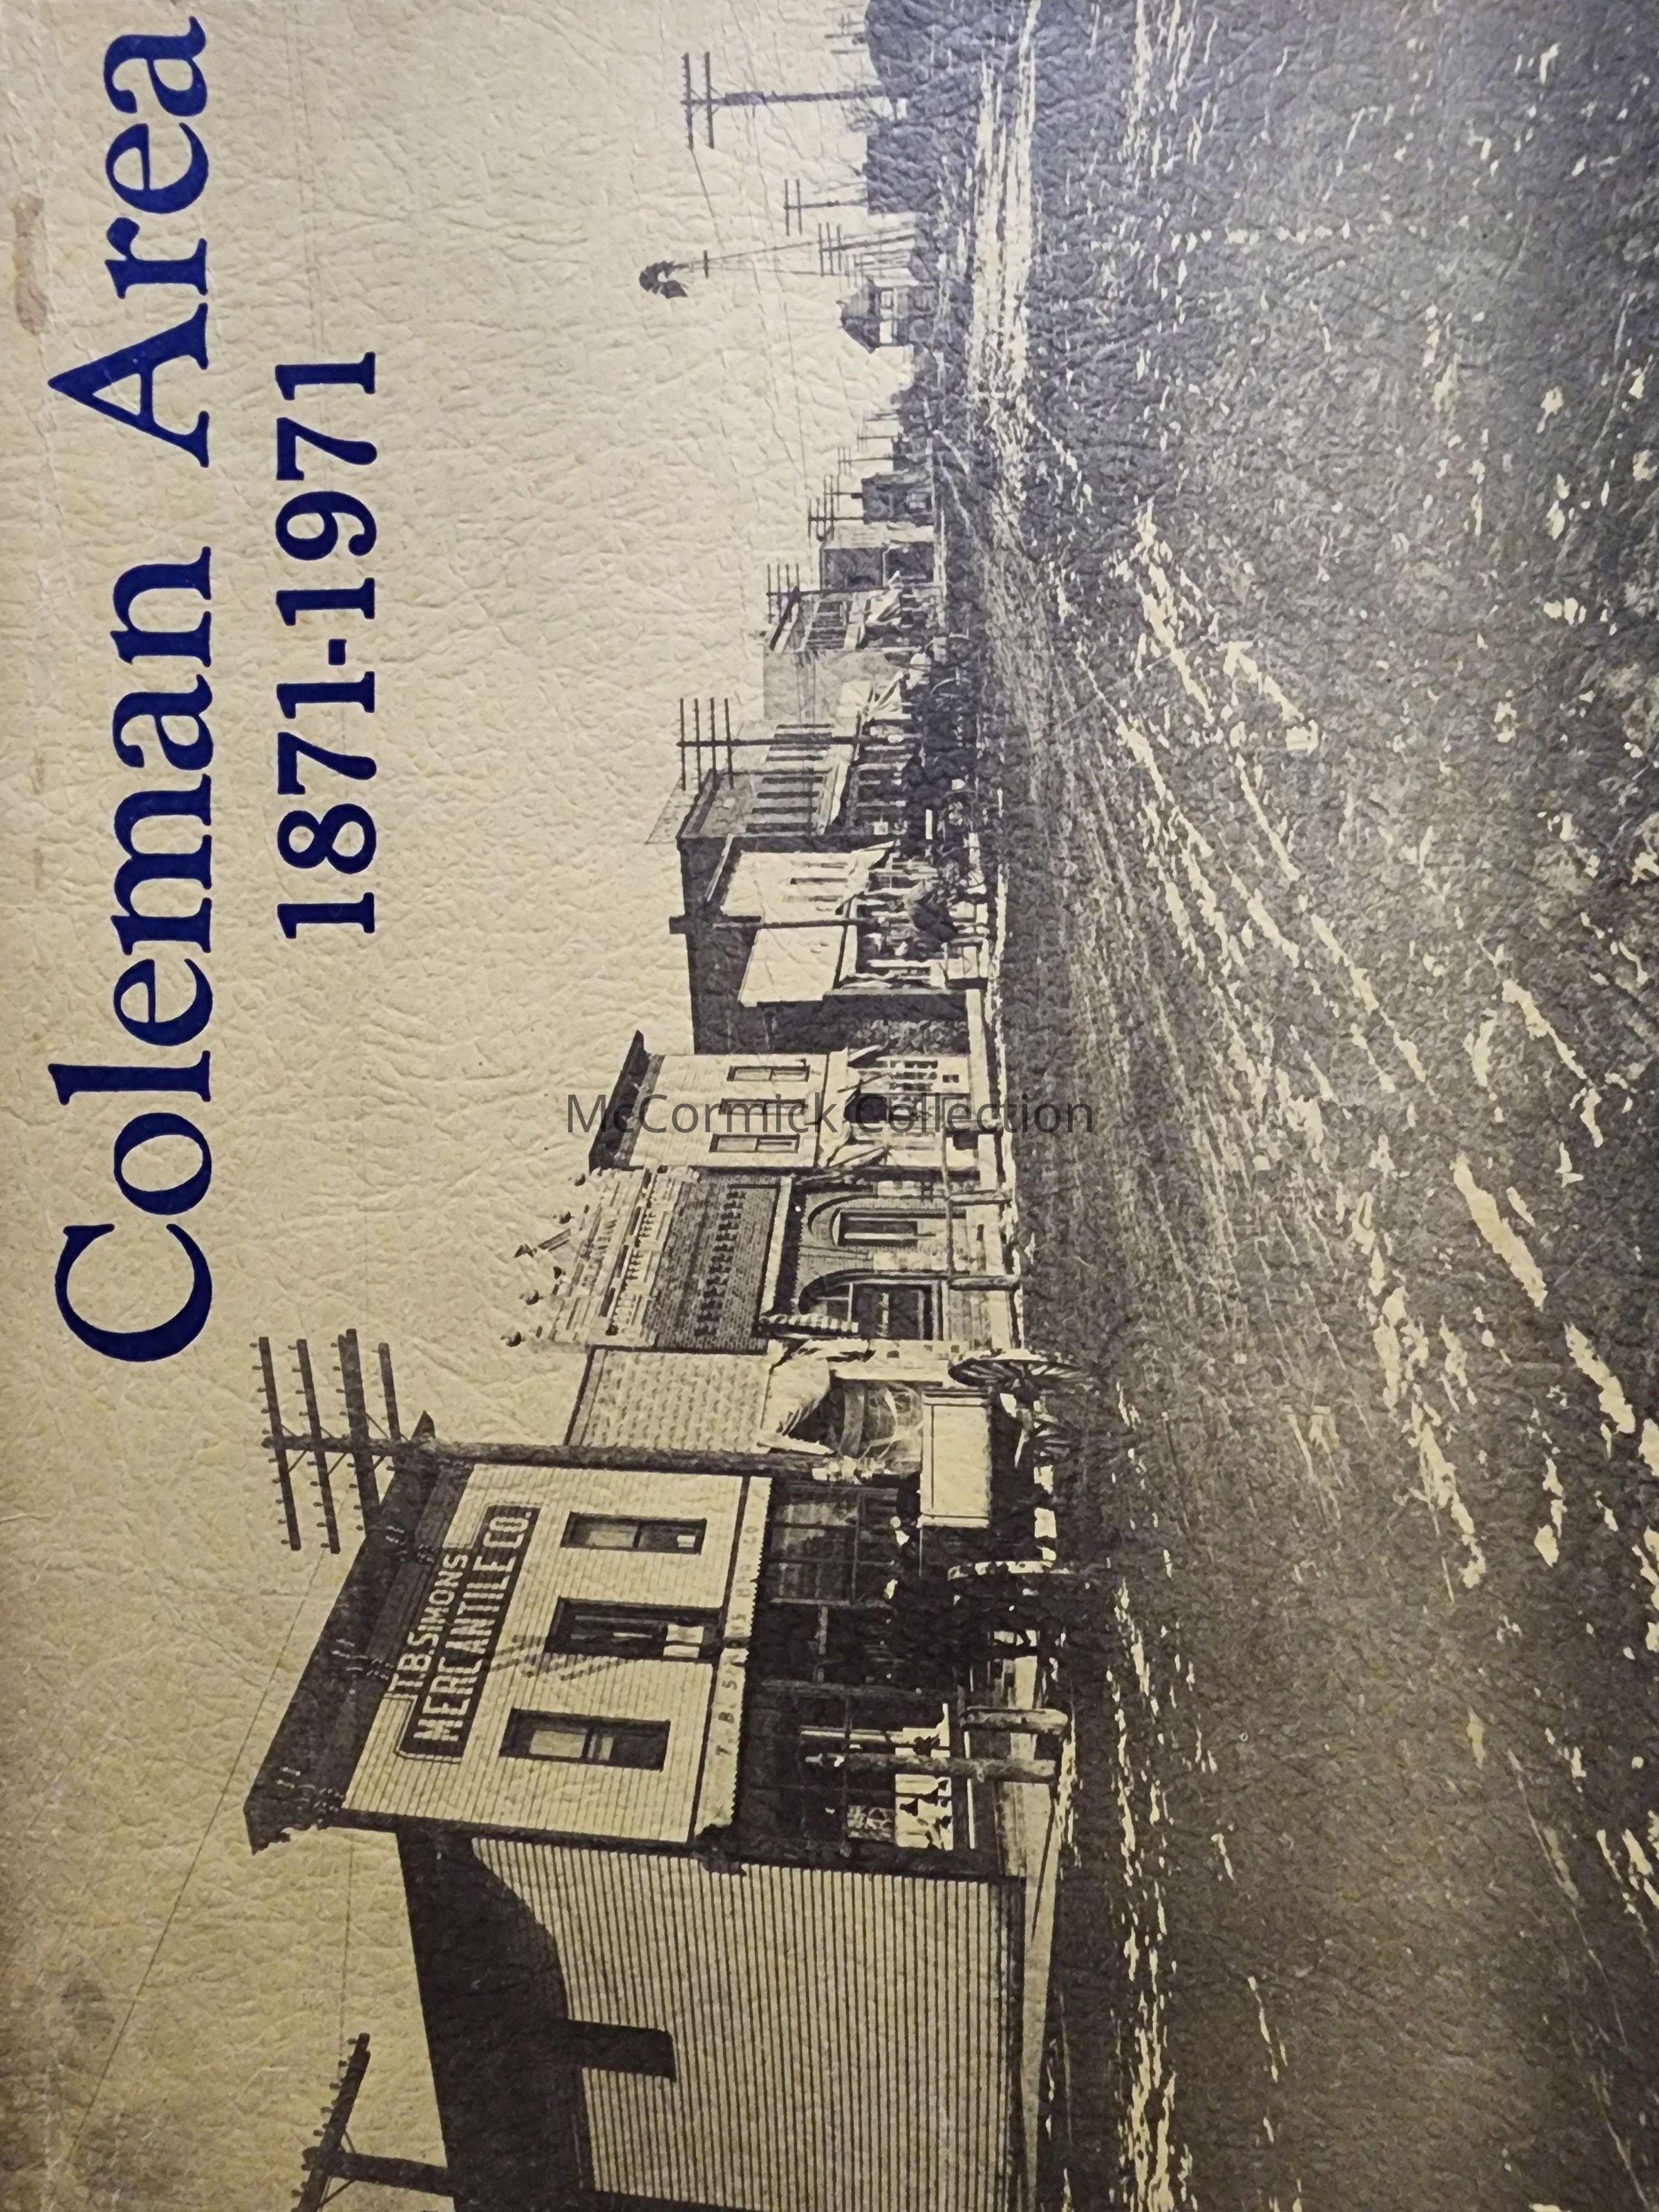 Coleman Area
1871-1971
T.B. SIMONS
MERCANTILE CO.
McCormick Collection